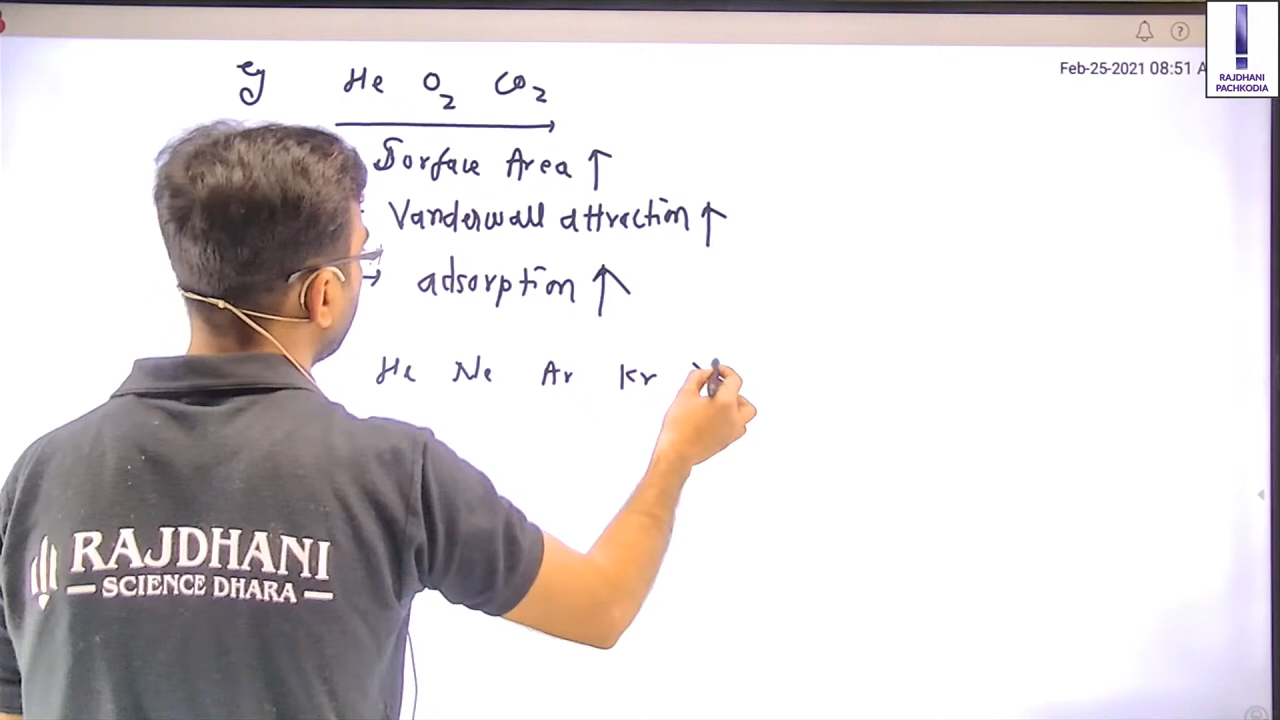 Feb-25-2021 08:51 A
RAJDHANI
PACHKODIA
Eg He O2 CO2
Sorface Area ↑
Vanderwall attraction ↑
→ adsorption ↑
He Ne Ar Kr
RAJDHANI
SCIENCE DHARA